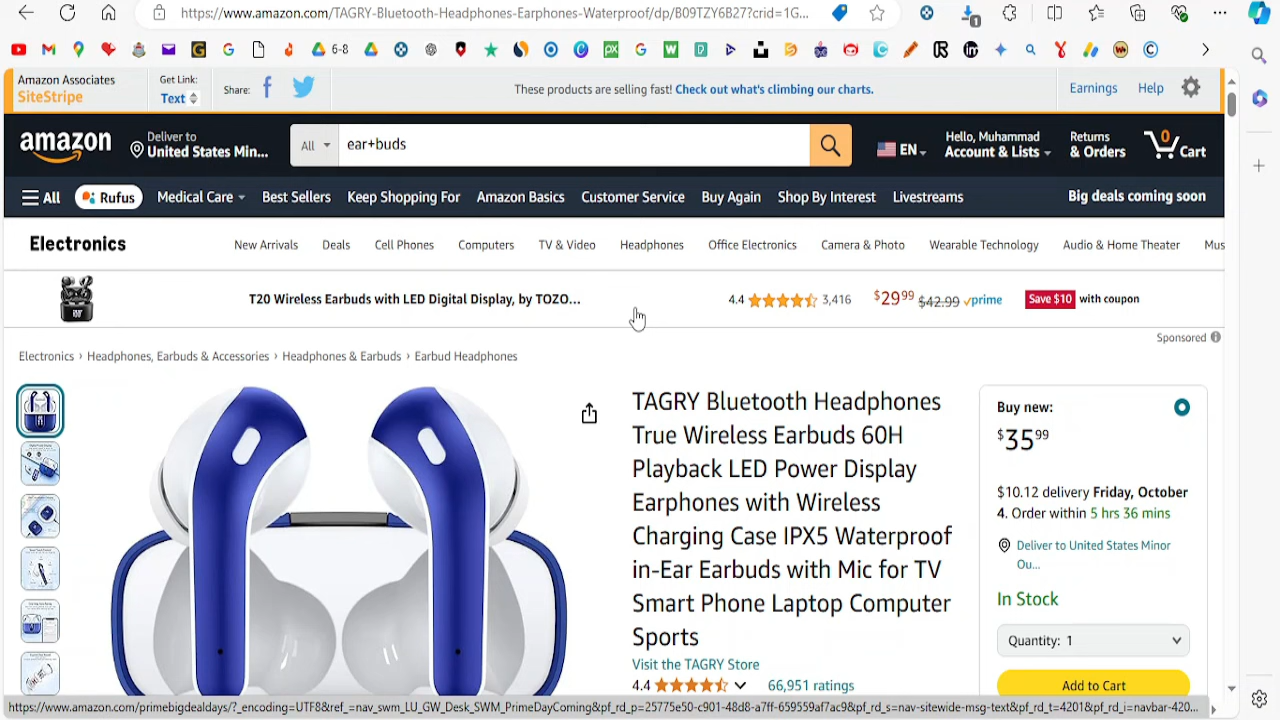 https://www.amazon.com/TAGRY-Bluetooth-Headphones-Earphones-Waterproof/dp/B09TZY6B27?crid=1G...
6-8
Amazon Associates
SiteStripe
Get Link:
Text
Share:
These products are selling fast! Check out what's climbing our charts.
Earnings
Help
amazon
Deliver to
United States Min...
All
ear+buds
EN
Hello, Muhammad
Account & Lists
Returns
& Orders
0
Cart
All
Rufus
Medical Care
Best Sellers
Keep Shopping For
Amazon Basics
Customer Service
Buy Again
Shop By Interest
Livestreams
Big deals coming soon
Electronics
New Arrivals
Deals
Cell Phones
Computers
TV & Video
Headphones
Office Electronics
Camera & Photo
Wearable Technology
Audio & Home Theater
Mus
T20 Wireless Earbuds with LED Digital Display, by TOZO...
4.4
3,416
$29.99 $42.99 prime
Save $10 with coupon
Sponsored
Electronics › Headphones, Earbuds & Accessories › Headphones & Earbuds › Earbud Headphones
TAGRY Bluetooth Headphones
True Wireless Earbuds 60H
Playback LED Power Display
Earphones with Wireless
Charging Case IPX5 Waterproof
in-Ear Earbuds with Mic for TV
Smart Phone Laptop Computer
Sports
Visit the TAGRY Store
4.4
66,951 ratings
Buy new:
$35.99
$10.12 delivery Friday, October
4. Order within 5 hrs 36 mins
Deliver to United States Minor
Ou...
In Stock
Quantity: 1
Add to Cart
https://www.amazon.com/primebigdealdays/?_encoding=UTF8&ref_=nav_swm_LU_GW_Desk_SWM_PrimeDayComing&pf_rd_p=25775e50-c901-48d8-a7ff-659559af7ac9&pf_rd_s=nav-sitewide-msg-text&pf_rd_t=4201&pf_rd_i=navbar-420...